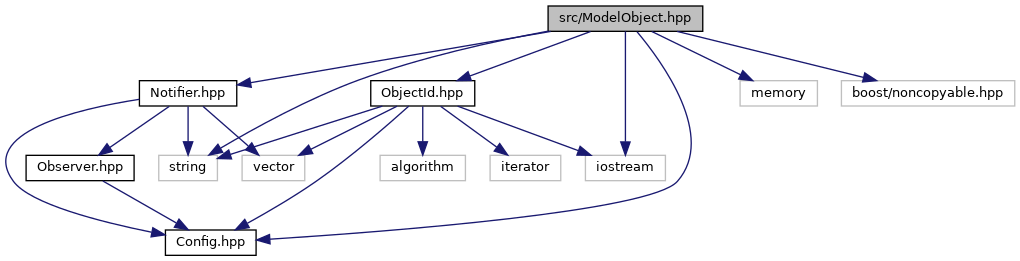 src/ModelObject.hpp
Notifier.hpp
ObjectId.hpp
memory
boost/noncopyable.hpp
Observer.hpp
string
vector
algorithm
iterator
iostream
Config.hpp